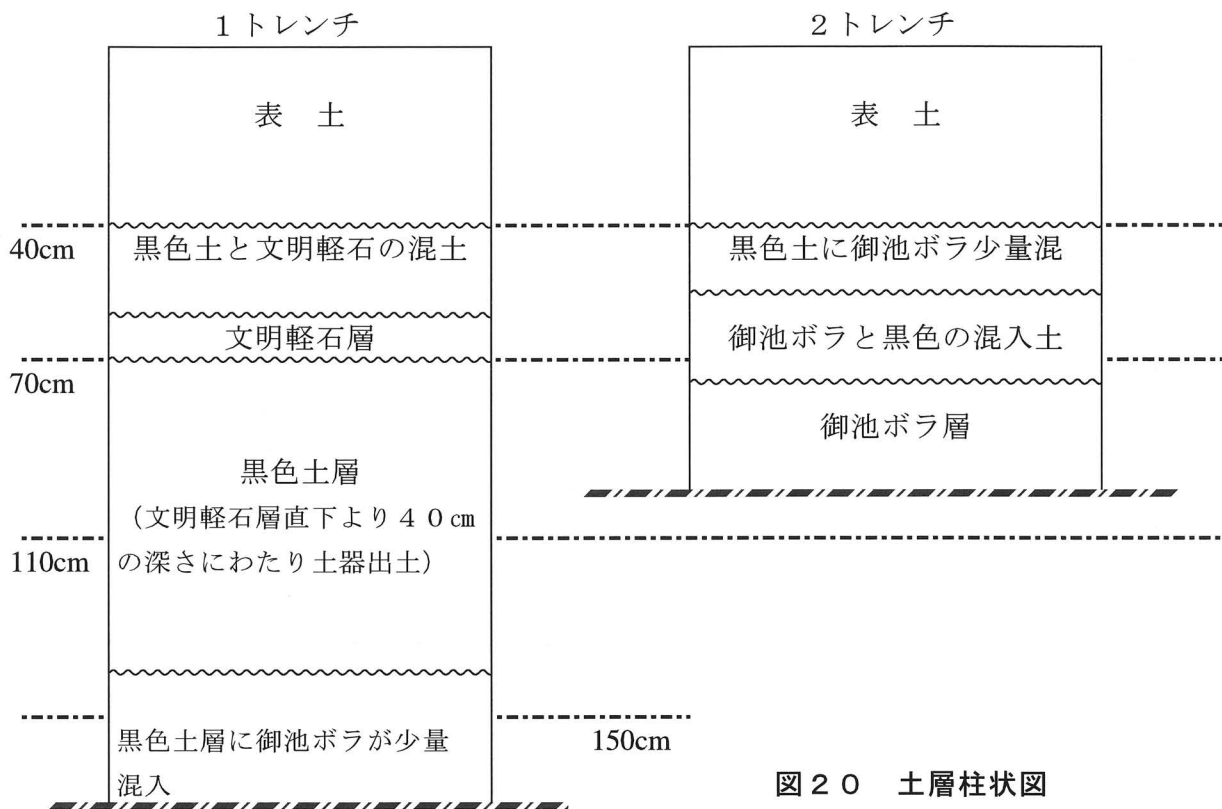 1トレンチ
表 土
40cm
黒色土と文明軽石の混土
文明軽石層
70cm
黒色土層
（文明軽石層直下より40㎝
の深さにわたり土器出土）
110cm
黒色土層に御池ボラが少量
混入
150cm
2トレンチ
表 土
黒色土に御池ボラ少量混
御池ボラと黒色の混入土
御池ボラ層
図20 土層柱状図